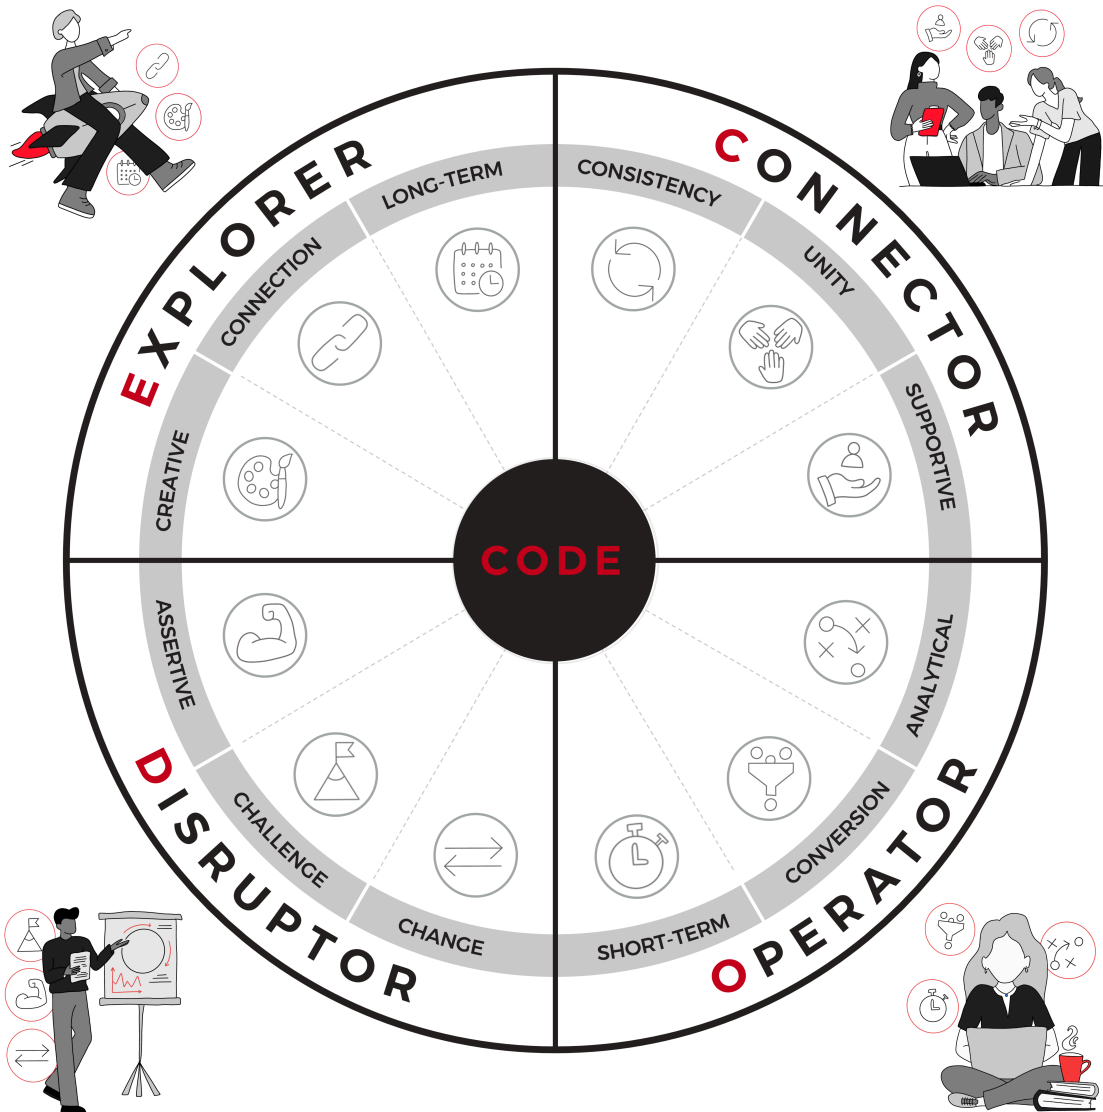 EXPLORER
LONG-TERM
CONNECTION
CREATIVE
CONNECTOR
CONSISTENCY
UNITY
SUPPORTIVE
CODE
DISRUPTOR
ASSERTIVE
CHALLENGE
CHANGE
OPERATOR
ANALYTICAL
CONVERSION
SHORT-TERM